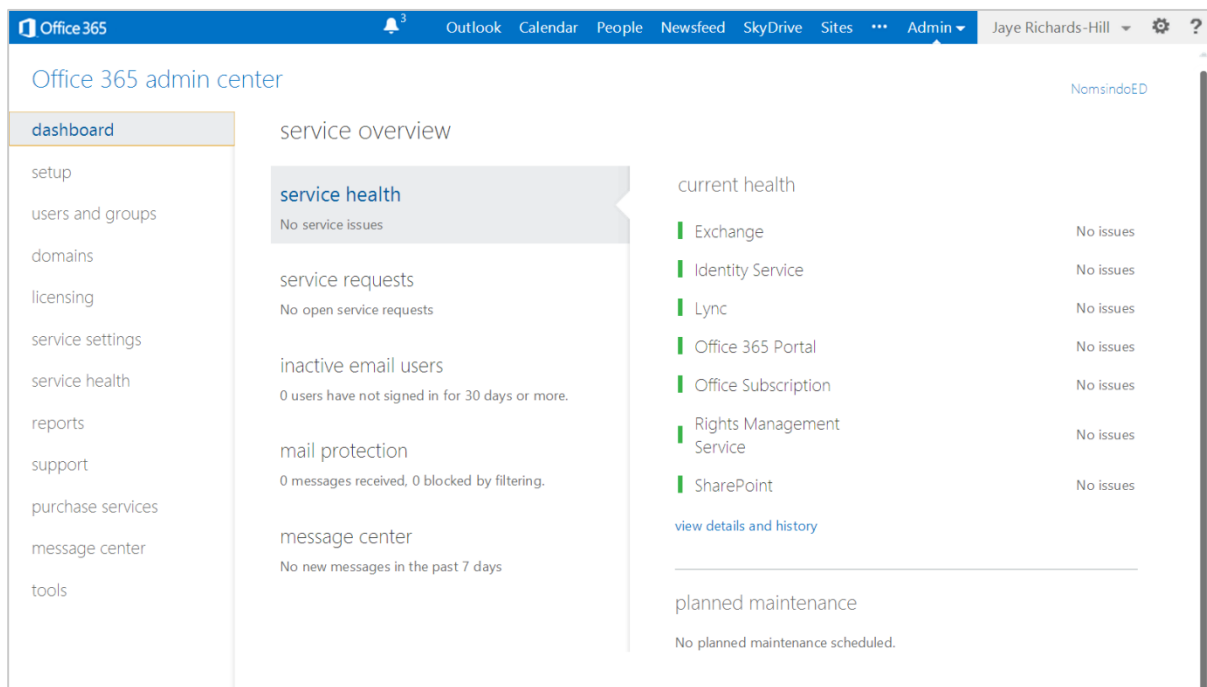 Office 365
3
Outlook Calendar People Newsfeed SkyDrive Sites ••• Admin Jaye Richards-Hill ?
Office 365 admin center
NomsindoED
dashboard
setup
users and groups
domains
licensing
service settings
service health
reports
support
purchase services
message center
tools
service overview
service health
No service issues
service requests
No open service requests
inactive email users
0 users have not signed in for 30 days or more.
mail protection
0 messages received, 0 blocked by filtering.
message center
No new messages in the past 7 days
current health
Exchange No issues
Identity Service No issues
Lync No issues
Office 365 Portal No issues
Office Subscription No issues
Rights Management
Service No issues
SharePoint No issues
view details and history
planned maintenance
No planned maintenance scheduled.